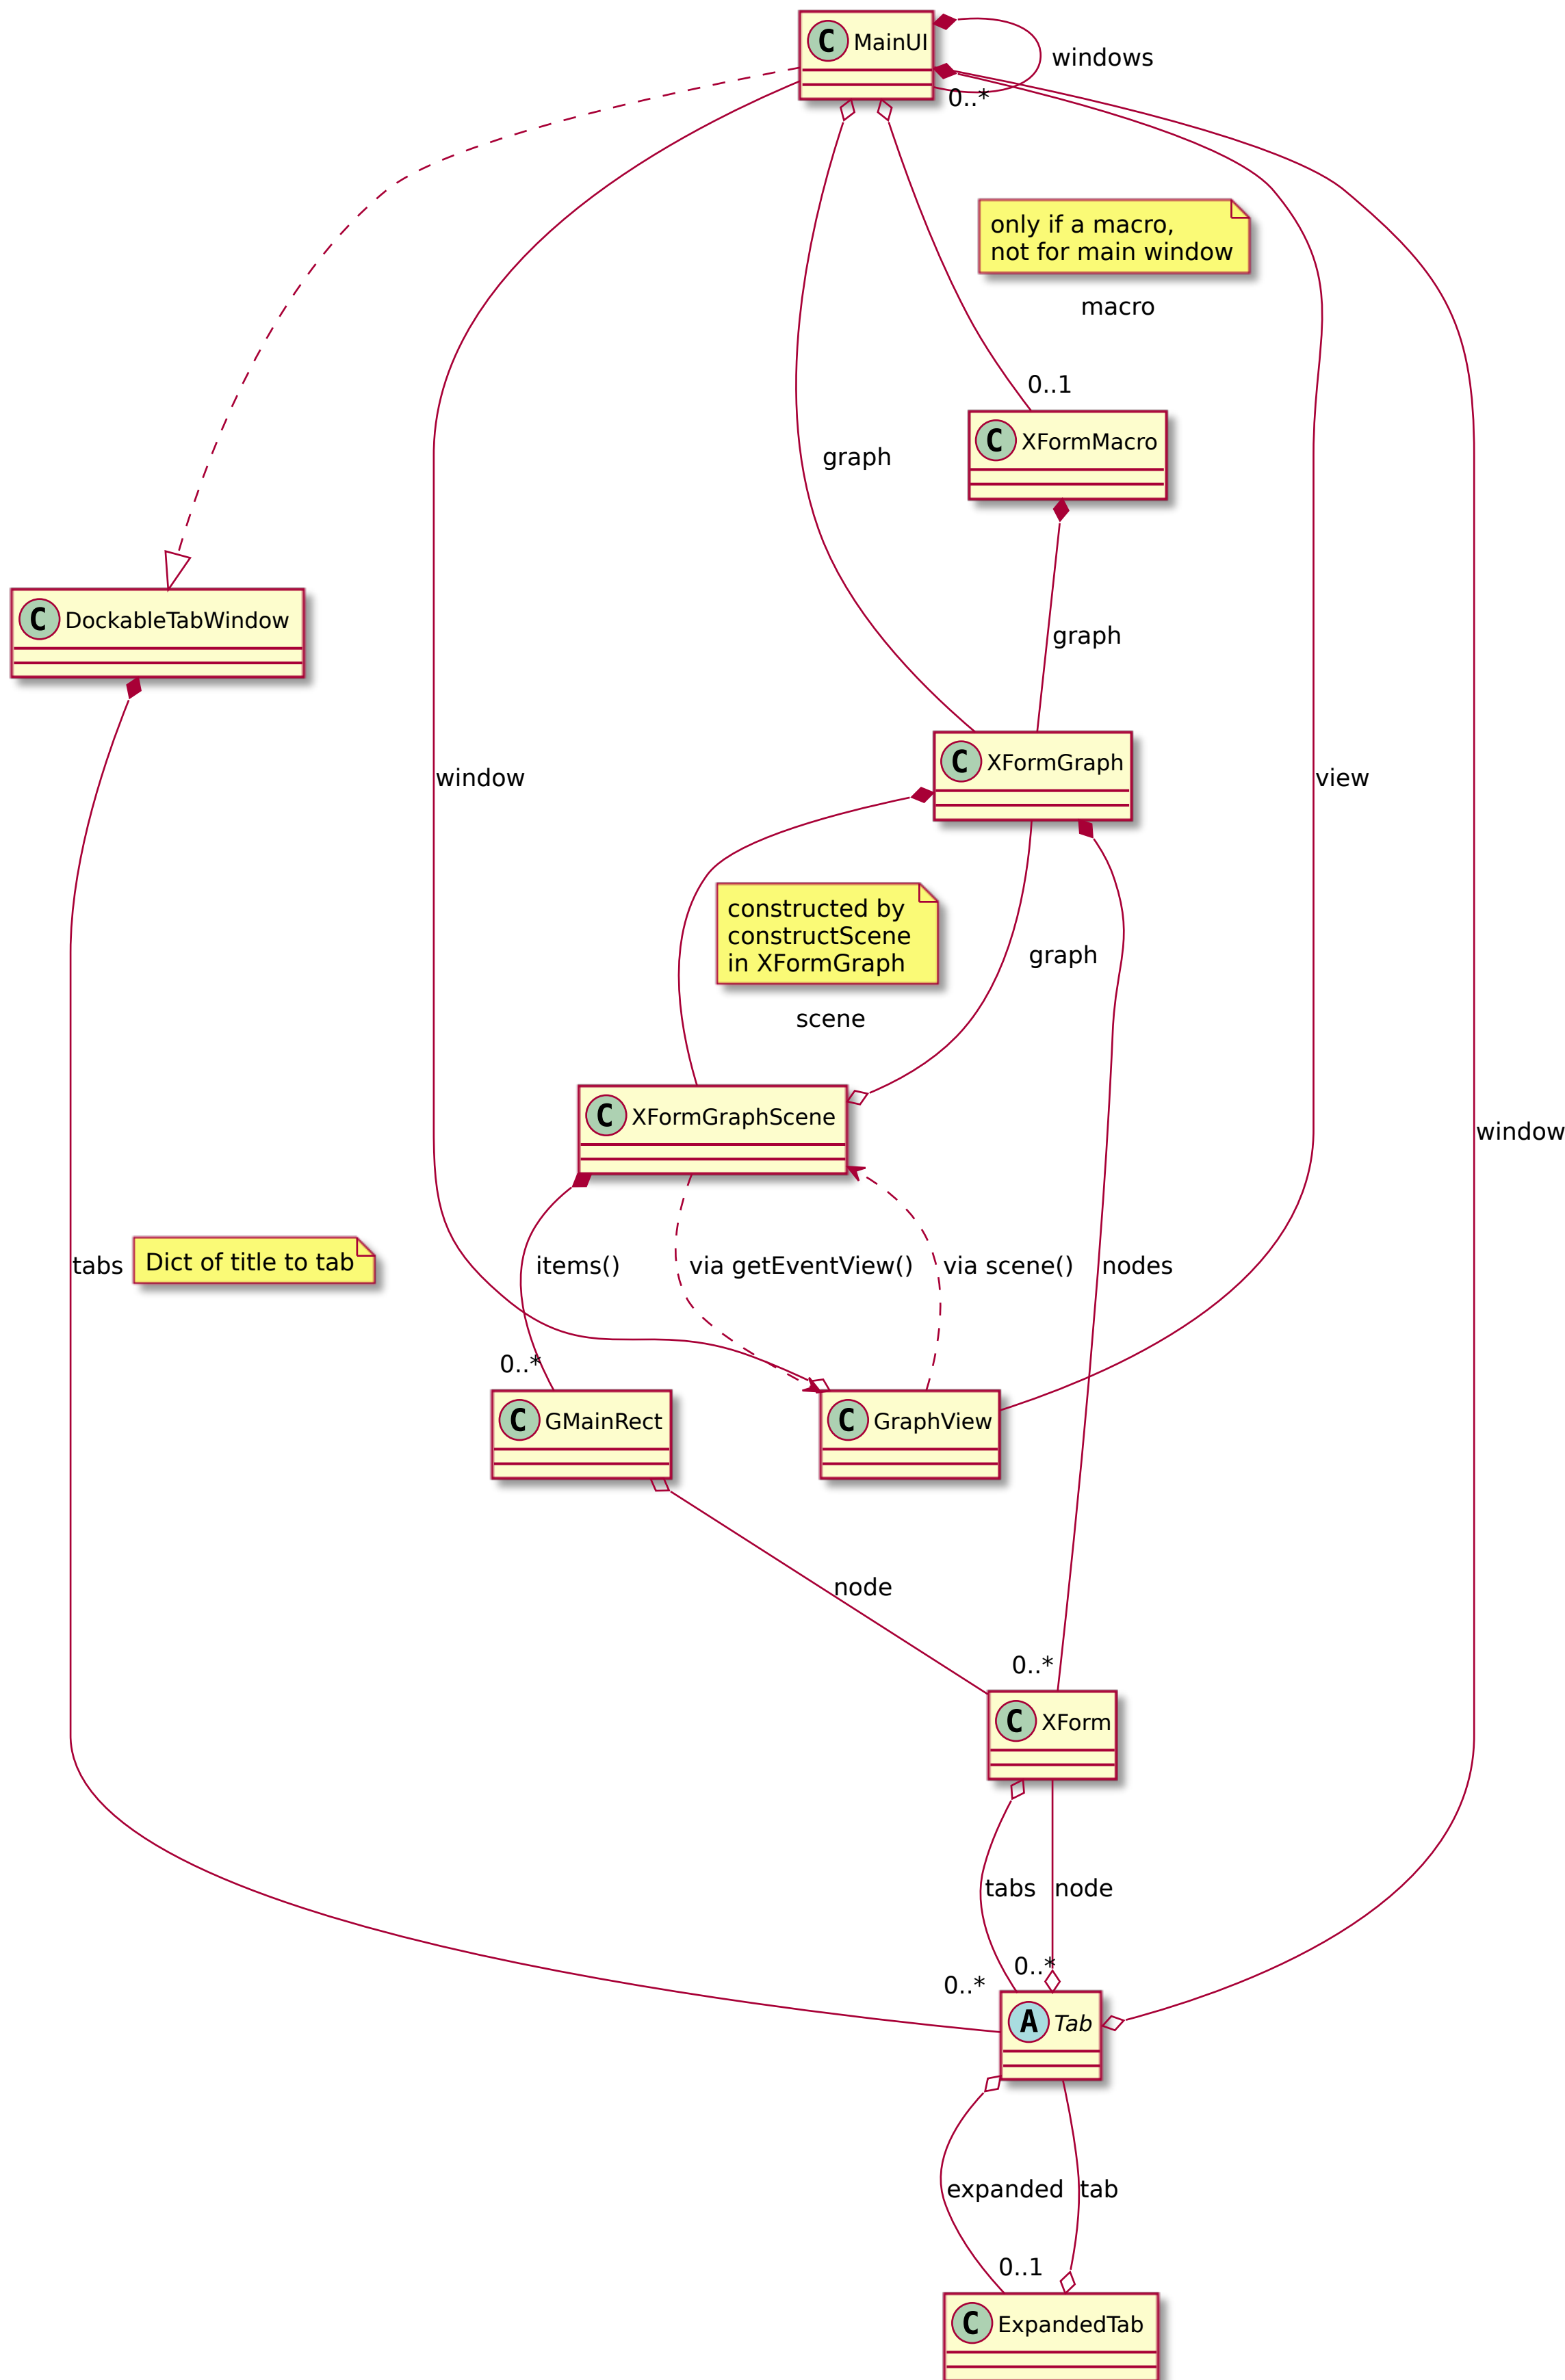 C MainUI
windows
0..*
only if a macro,
not for main window
macro
0..1
C XFormMacro
graph
C DockableTabWindow
graph
C XFormGraph
window
view
constructed by
constructScene
in XFormGraph
graph
scene
C XFormGraphScene
window
tabs
Dict of title to tab
items()
via getEventView()
via scene()
nodes
0..*
C GMainRect
C GraphView
node
0..*
C XForm
tabs
node
0..*
0..*
A Tab
expanded
tab
0..1
C ExpandedTab